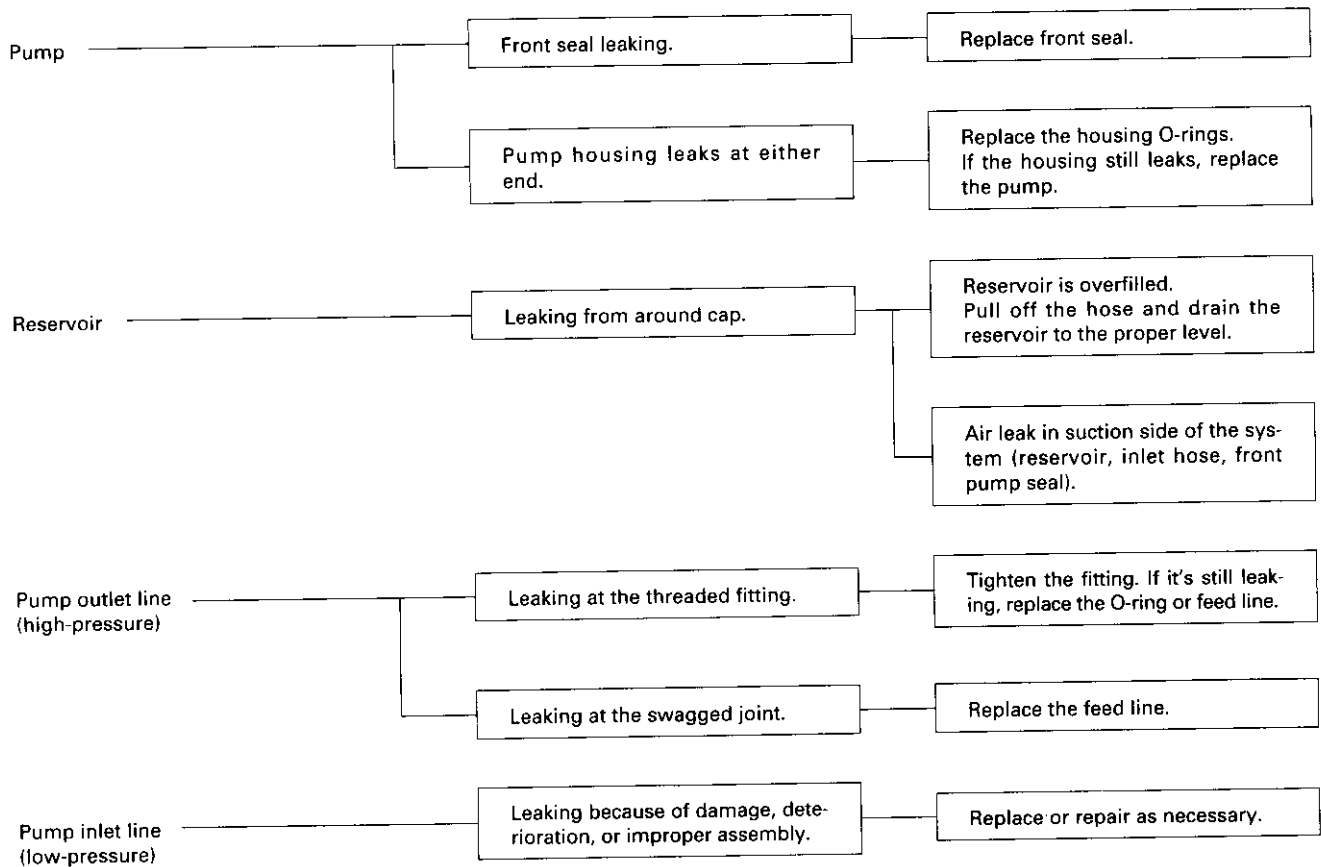 Pump
Front seal leaking.
Replace front seal.
Pump housing leaks at either
end.
Replace the housing O-rings.
If the housing still leaks, replace
the pump.
Reservoir
Leaking from around cap.
Reservoir is overfilled.
Pull off the hose and drain the
reservoir to the proper level.
Air leak in suction side of the sys-
tem (reservoir, inlet hose, front
pump seal).
Pump outlet line
(high-pressure)
Leaking at the threaded fitting.
Tighten the fitting. If it's still leak-
ing, replace the O-ring or feed line.
Leaking at the swagged joint.
Replace the feed line.
Pump inlet line
(low-pressure)
Leaking because of damage, dete-
rioration, or improper assembly.
Replace or repair as necessary.